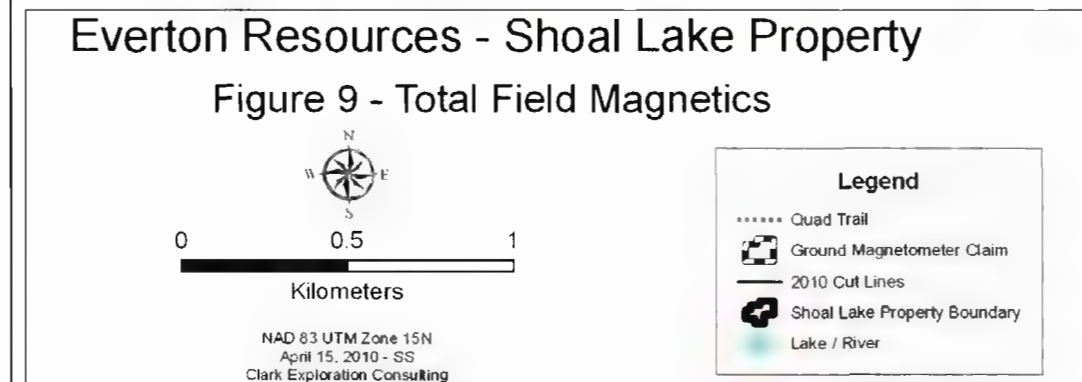 Everton Resources - Shoal Lake Property
Figure 9 - Total Field Magnetics
N
W E
S
0 0.5 1
Kilometers
NAD 83 UTM Zone 15N
April 15, 2010 - SS
Clark Exploration Consulting
Legend
Quad Trail
Ground Magnetometer Claim
2010 Cut Lines
Shoal Lake Property Boundary
Lake / River